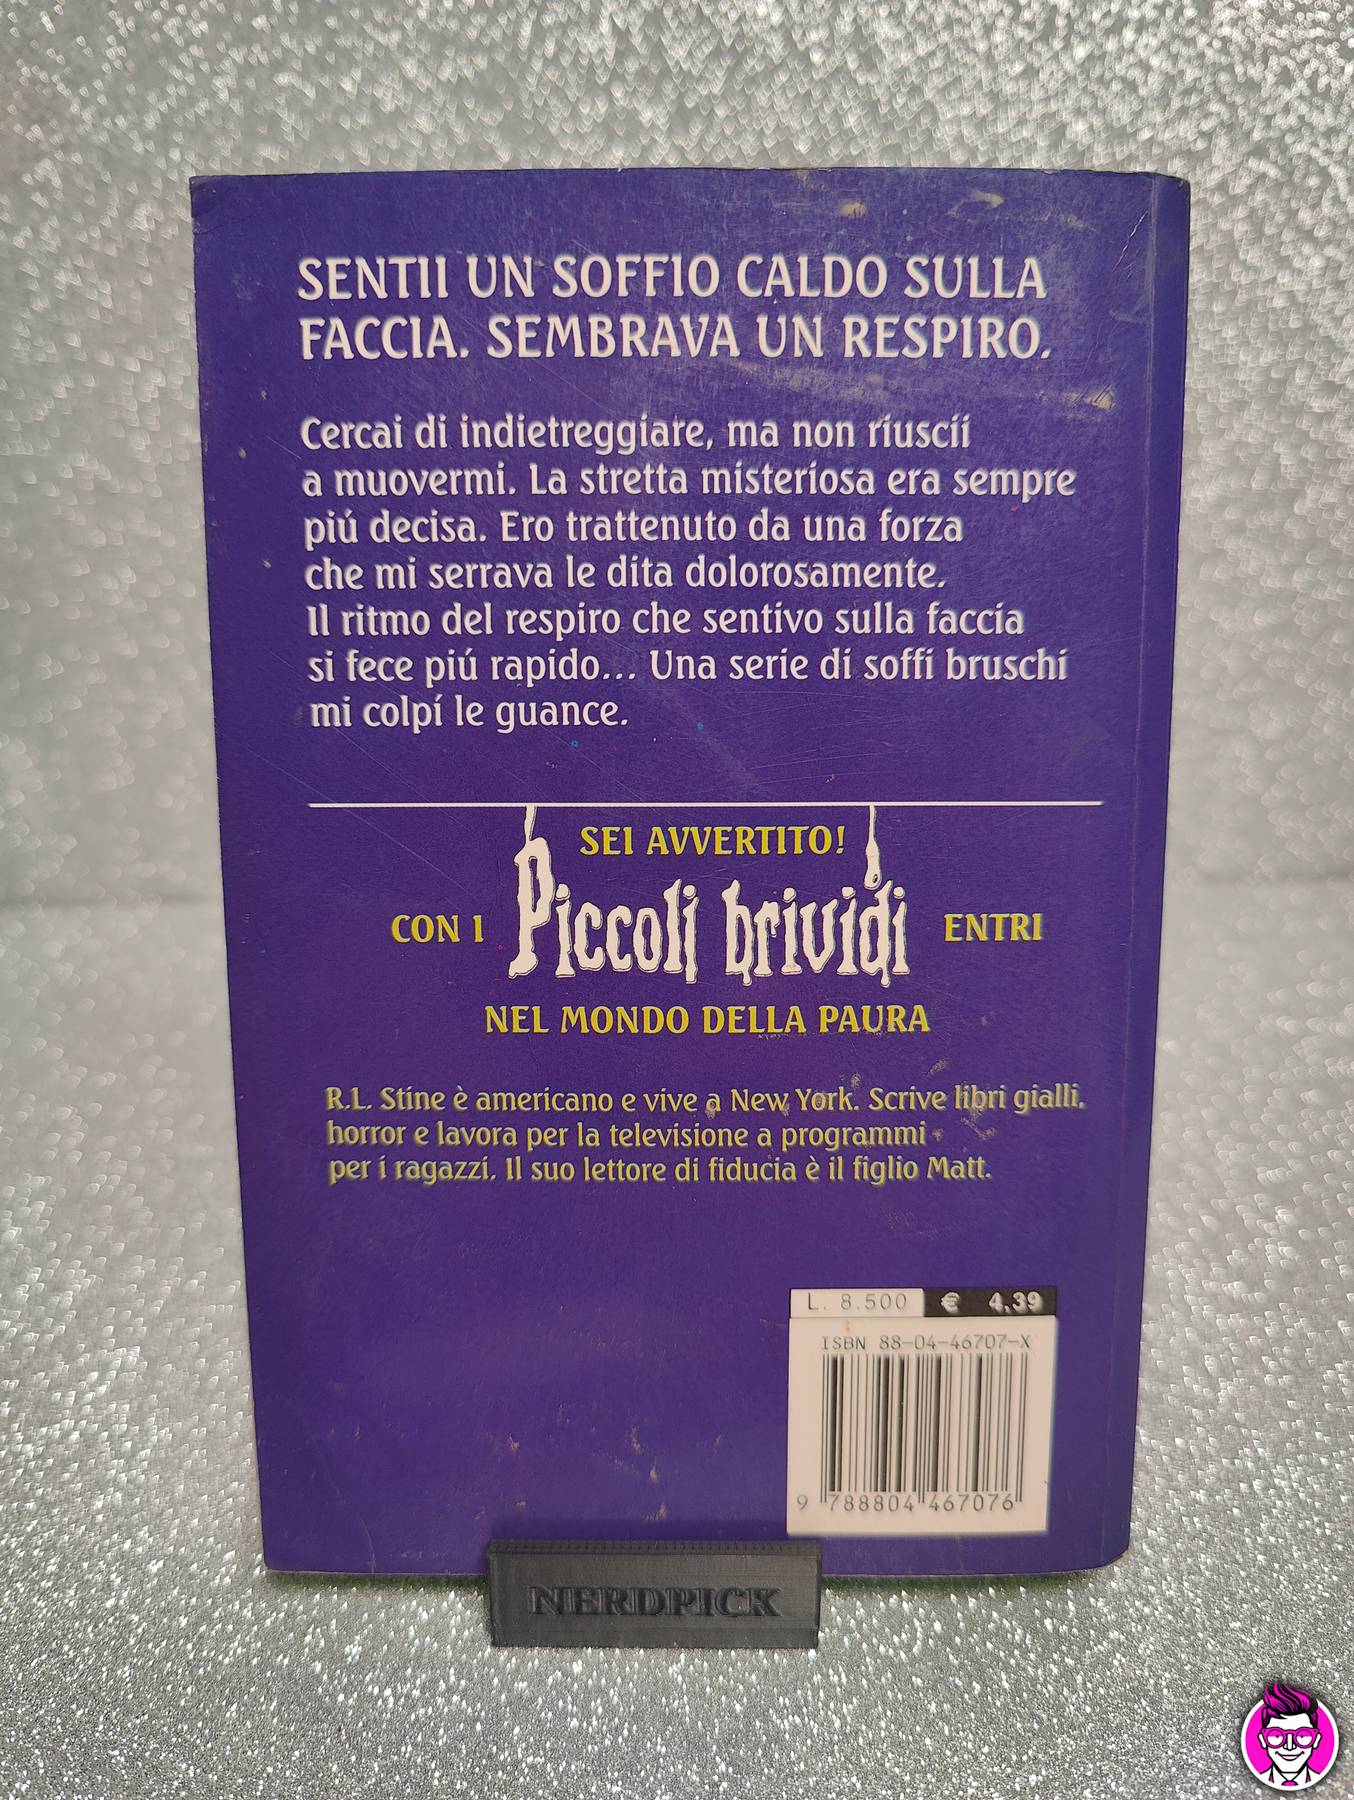 SENTII UN SOFFIO CALDO SULLA
FACCIA. SEMBRAVA UN RESPIRO.
Cercai di indietreggiare, ma non riuscii
a muovermi. La stretta misteriosa era sempre
piú decisa. Ero trattenuto da una forza
che mi serrava le dita dolorosamente.
Il ritmo del respiro che sentivo sulla faccia
si fece piú rapido... Una serie di soffi bruschi
mi colpí le guance.
SEI AVVERTITO!
CON I Piccoli brividi ENTRI
NEL MONDO DELLA PAURA
R.L. Stine è americano e vive a New York. Scrive libri gialli,
horror e lavora per la televisione a programmi
per i ragazzi. Il suo lettore di fiducia è il figlio Matt.
L. 8.500 € 4,39
ISBN 88-04-46707-X
9 788804 467076
NERDPICK